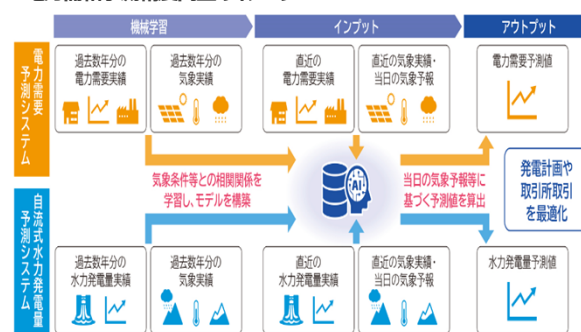 機械学習
インプット
アウトプット
電力需要
予測システム
過去数年分の
電力需要実績
過去数年分の
気象実績
直近の
電力需要実績
直近の気象実績・
当日の気象予報
電力需要予測値
気象条件等との相関関係を
学習し、モデルを構築
AI
当日の気象予報等に
基づく予測値を算出
発電計画や
取引所取引
を最適化
自流式水力発電量
予測システム
過去数年分の
水力発電量実績
過去数年分の
気象実績
直近の
水力発電量実績
直近の気象実績・
当日の気象予報
水力発電量予測値